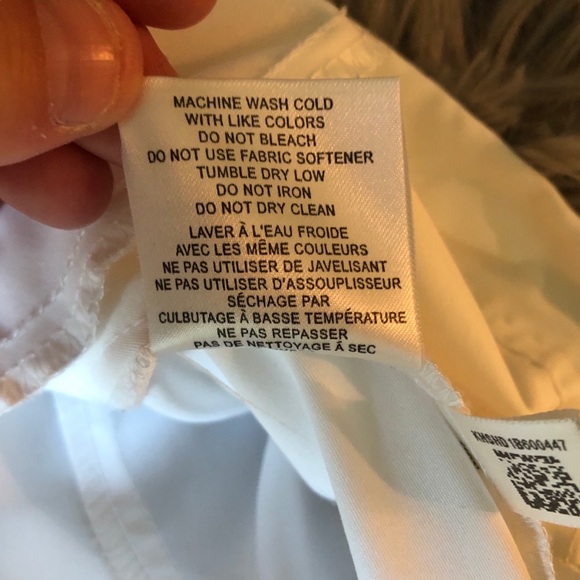 MACHINE WASH COLD
WITH LIKE COLORS
DO NOT BLEACH
DO NOT USE FABRIC SOFTENER
TUMBLE DRY LOW
DO NOT IRON
DO NOT DRY CLEAN
LAVER À L'EAU FROIDE
AVEC LES MÊME COULEURS
NE PAS UTILISER DE JAVELISANT
NE PAS UTILISER D'ASSOUPLISSEUR
SÉCHAGE PAR
CULBUTAGE À BASSE TEMPÉRATURE
NE PAS REPASSER
PAS DE NETTOYAGE Â SEC